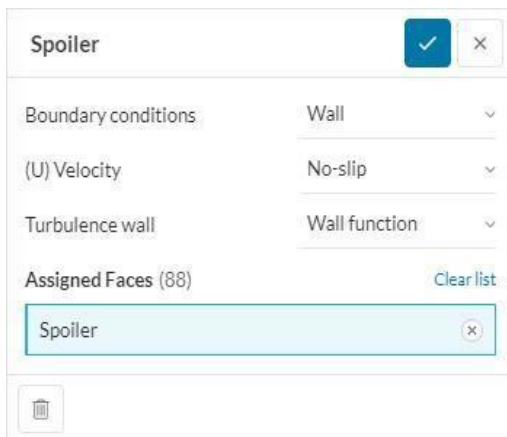 Spoiler
Boundary conditions Wall
(U) Velocity No-slip
Turbulence wall Wall function
Assigned Faces (88) Clear list
Spoiler